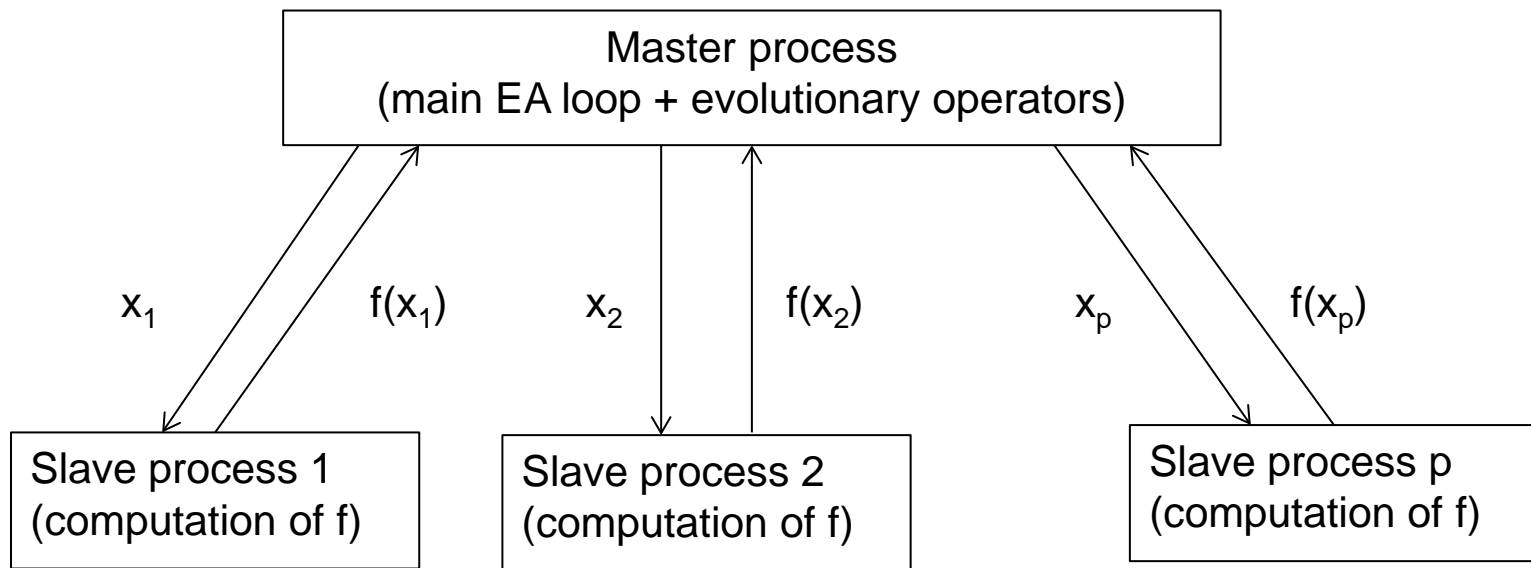 Master process
(main EA loop + evolutionary operators)
x₁
f(x₁)
x₂
f(x₂)
xₚ
f(xₚ)
Slave process 1
(computation of f)
Slave process 2
(computation of f)
Slave process p
(computation of f)